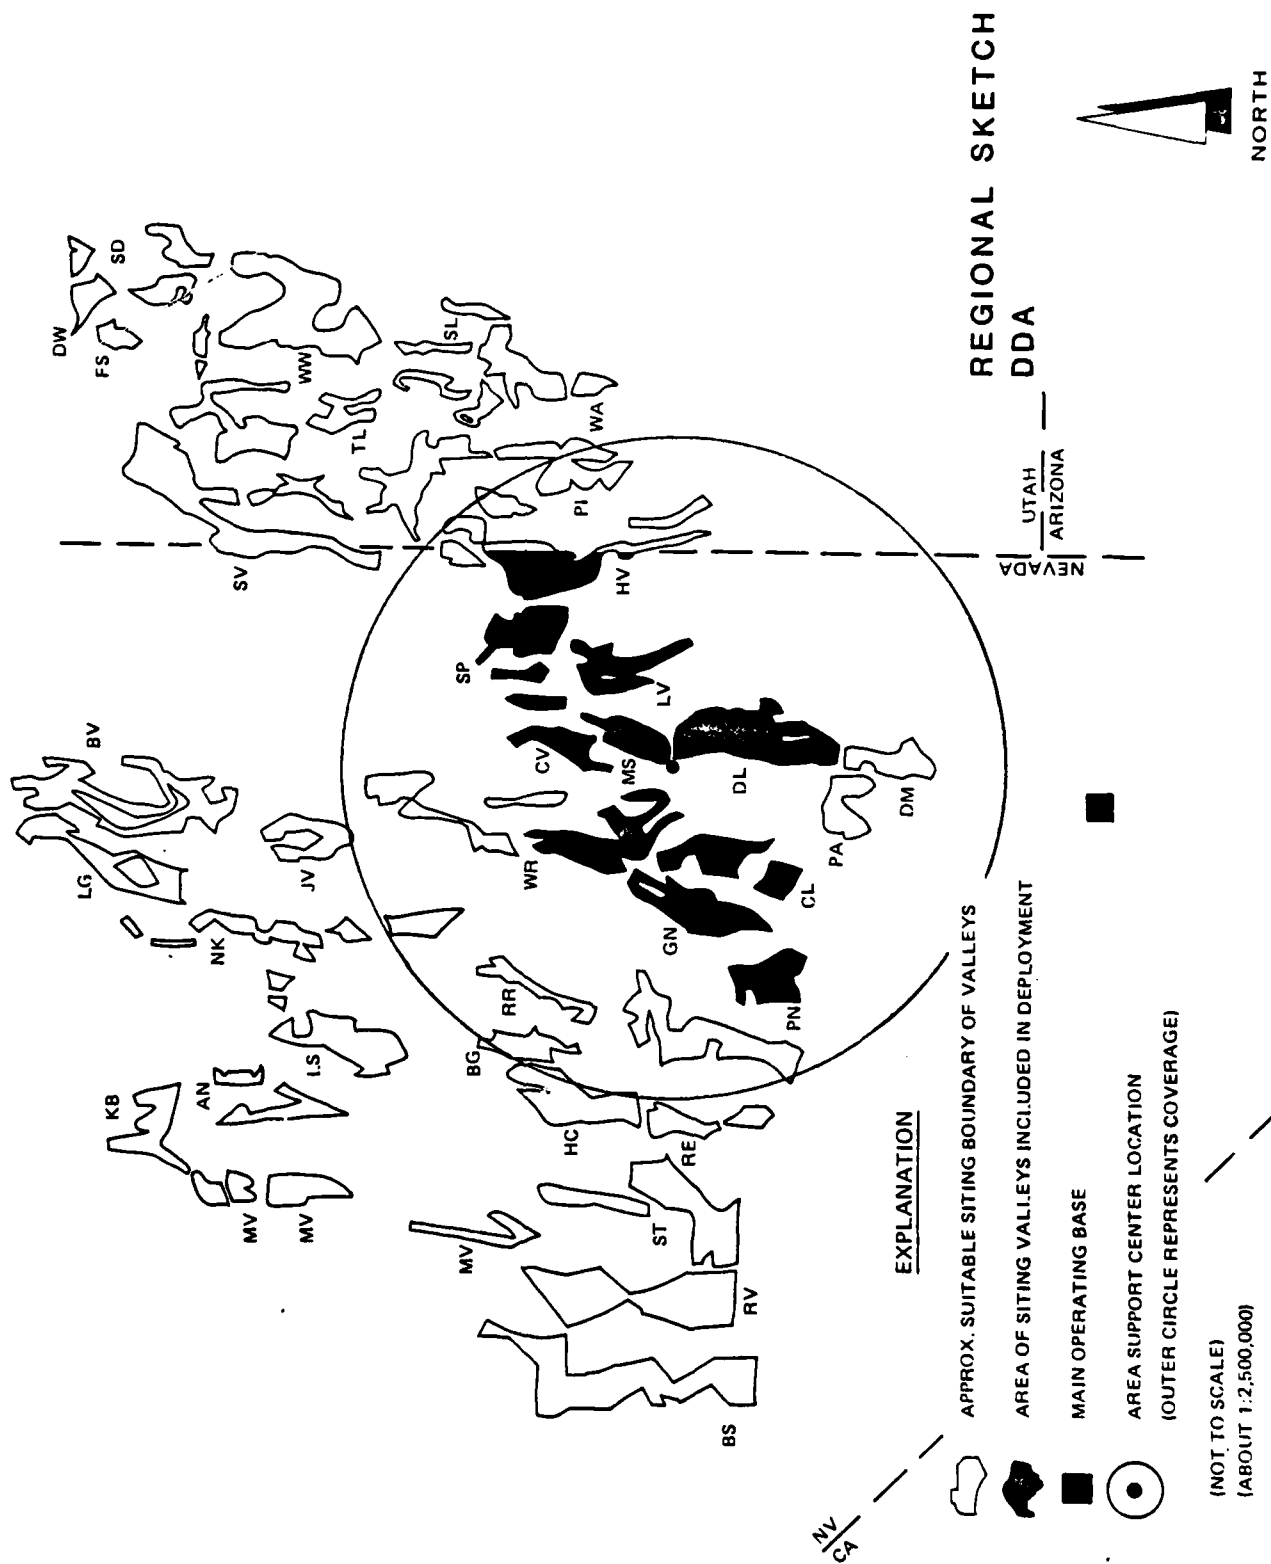 REGIONAL SKETCH
DDA
NORTH
DW
SD
FS
WW
SL
TL
WA
SV
PI
UTAH
ARIZONA
NEVADA
HV
BV
SP
LV
LG
CV
MS
DL
JV
WR
DM
PA
NK
CL
GN
RR
PN
LS
BG
KB
AN
HC
RE
MV
MV
MV
ST
RV
BS
NV
CA
EXPLANATION
APPROX. SUITABLE SITING BOUNDARY OF VALLEYS
AREA OF SITING VALLEYS INCLUDED IN DEPLOYMENT
MAIN OPERATING BASE
AREA SUPPORT CENTER LOCATION
(OUTER CIRCLE REPRESENTS COVERAGE)
(NOT TO SCALE)
(ABOUT 1:2,500,000)